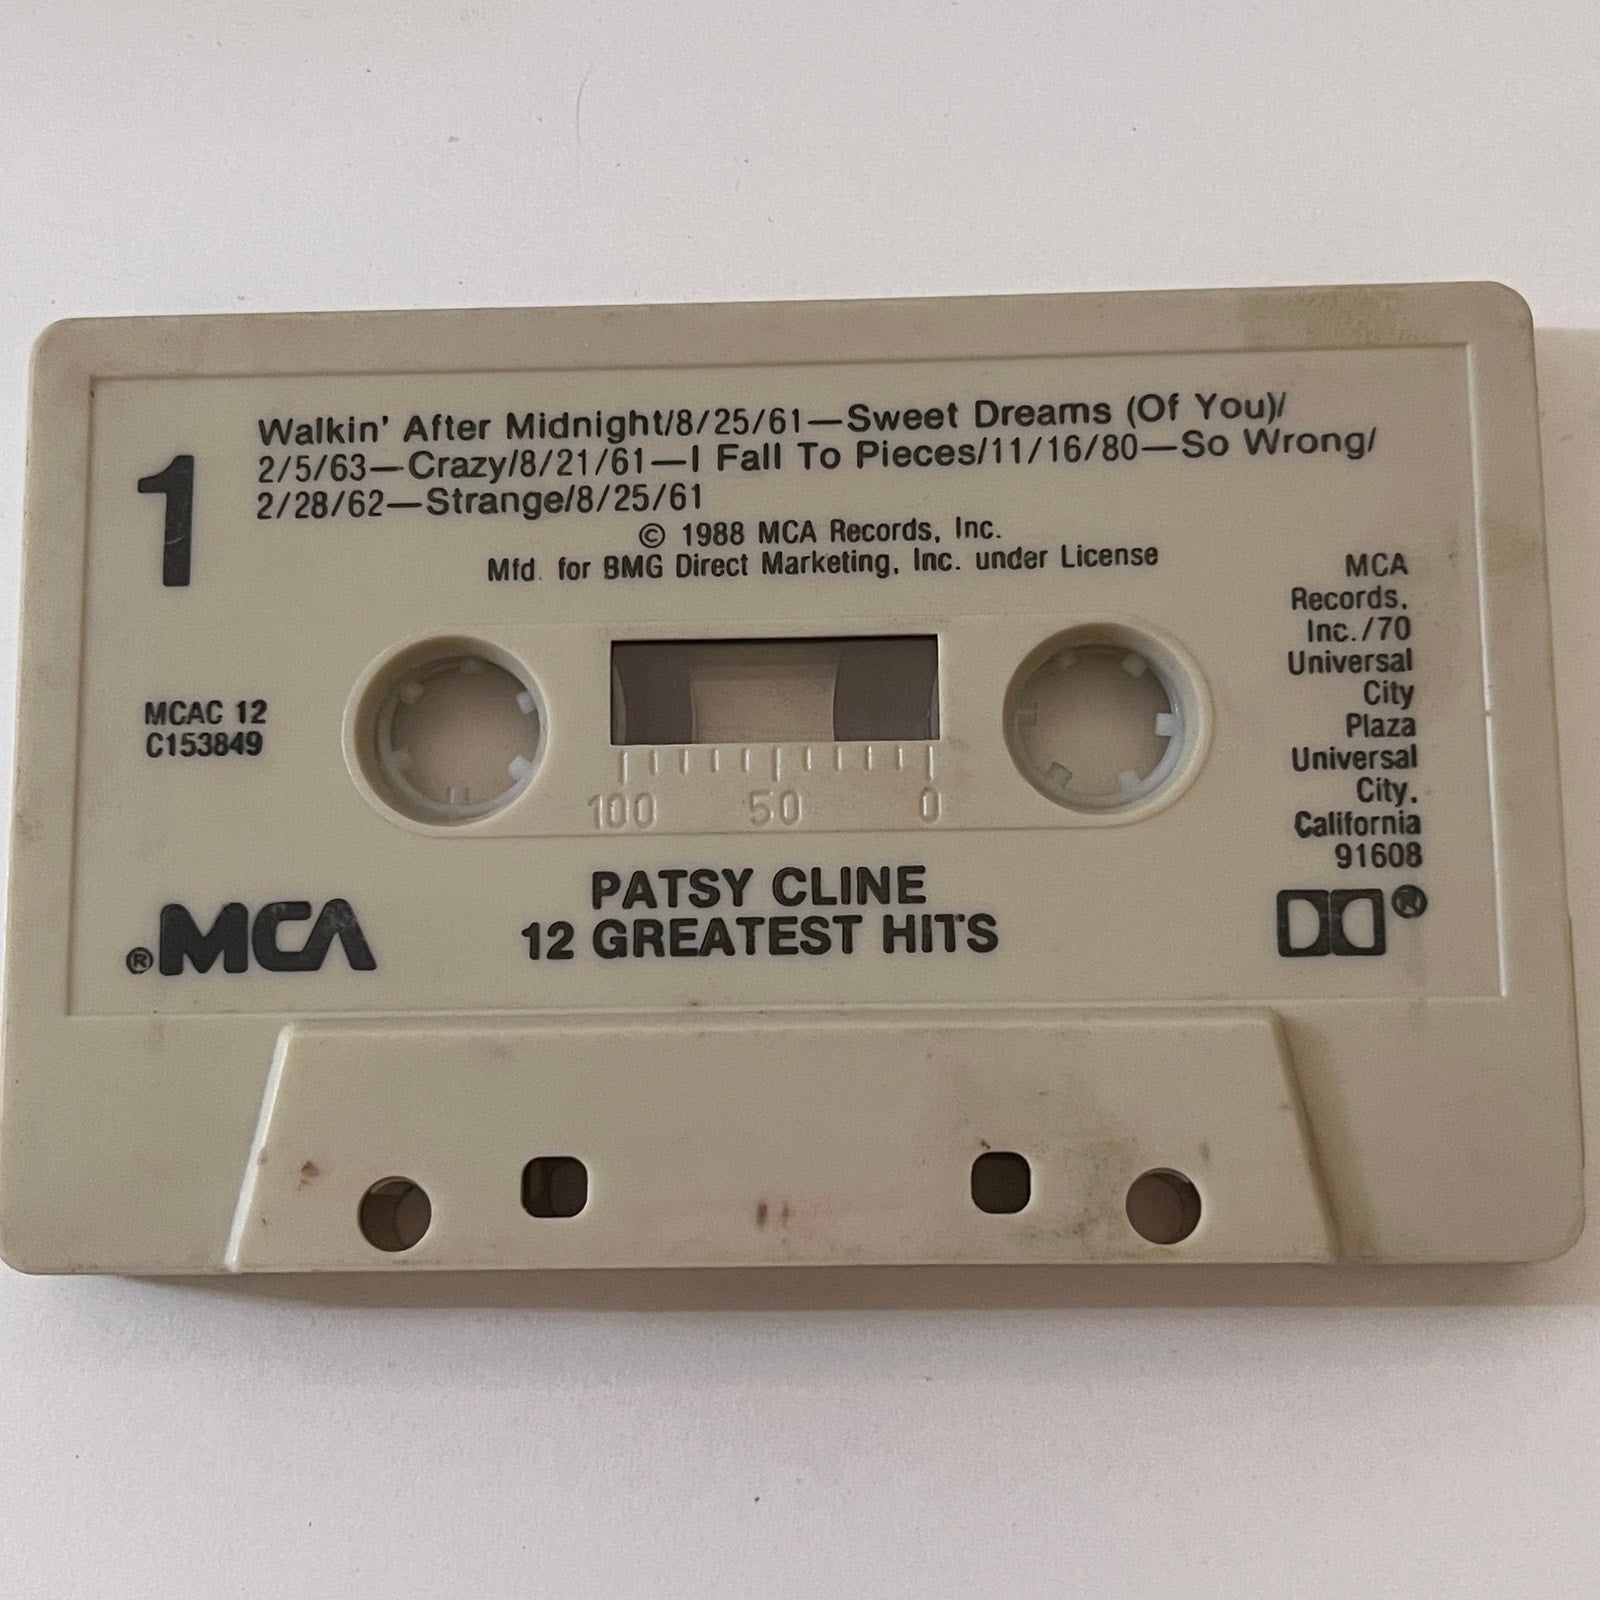 1
Walkin' After Midnight/8/25/61—Sweet Dreams (Of You)/
2/5/63—Crazy/8/21/61—I Fall To Pieces/11/16/80—So Wrong/
2/28/62—Strange/8/25/61
© 1988 MCA Records, Inc.
Mfd. for BMG Direct Marketing, Inc. under License
MCAC 12
C153849
100 50 0
MCA
Records,
Inc./70
Universal
City
Plaza
Universal
City,
California
91608
PATSY CLINE
12 GREATEST HITS
®MCA
®